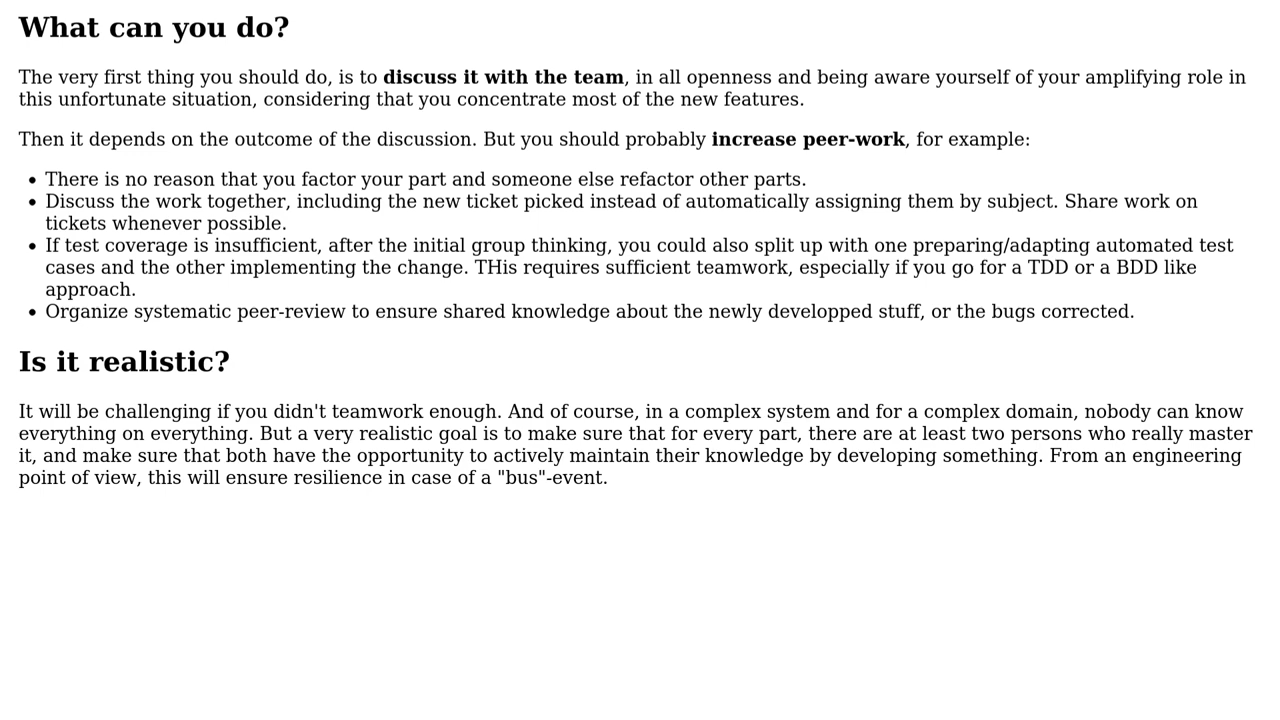 What can you do?
The very first thing you should do, is to discuss it with the team, in all openness and being aware yourself of your amplifying role in
this unfortunate situation, considering that you concentrate most of the new features.
Then it depends on the outcome of the discussion. But you should probably increase peer-work, for example:
• There is no reason that you factor your part and someone else refactor other parts.
• Discuss the work together, including the new ticket picked instead of automatically assigning them by subject. Share work on
tickets whenever possible.
• If test coverage is insufficient, after the initial group thinking, you could also split up with one preparing/adapting automated test
cases and the other implementing the change. THis requires sufficient teamwork, especially if you go for a TDD or a BDD like
approach.
• Organize systematic peer-review to ensure shared knowledge about the newly developped stuff, or the bugs corrected.
Is it realistic?
It will be challenging if you didn't teamwork enough. And of course, in a complex system and for a complex domain, nobody can know
everything on everything. But a very realistic goal is to make sure that for every part, there are at least two persons who really master
it, and make sure that both have the opportunity to actively maintain their knowledge by developing something. From an engineering
point of view, this will ensure resilience in case of a "bus"-event.